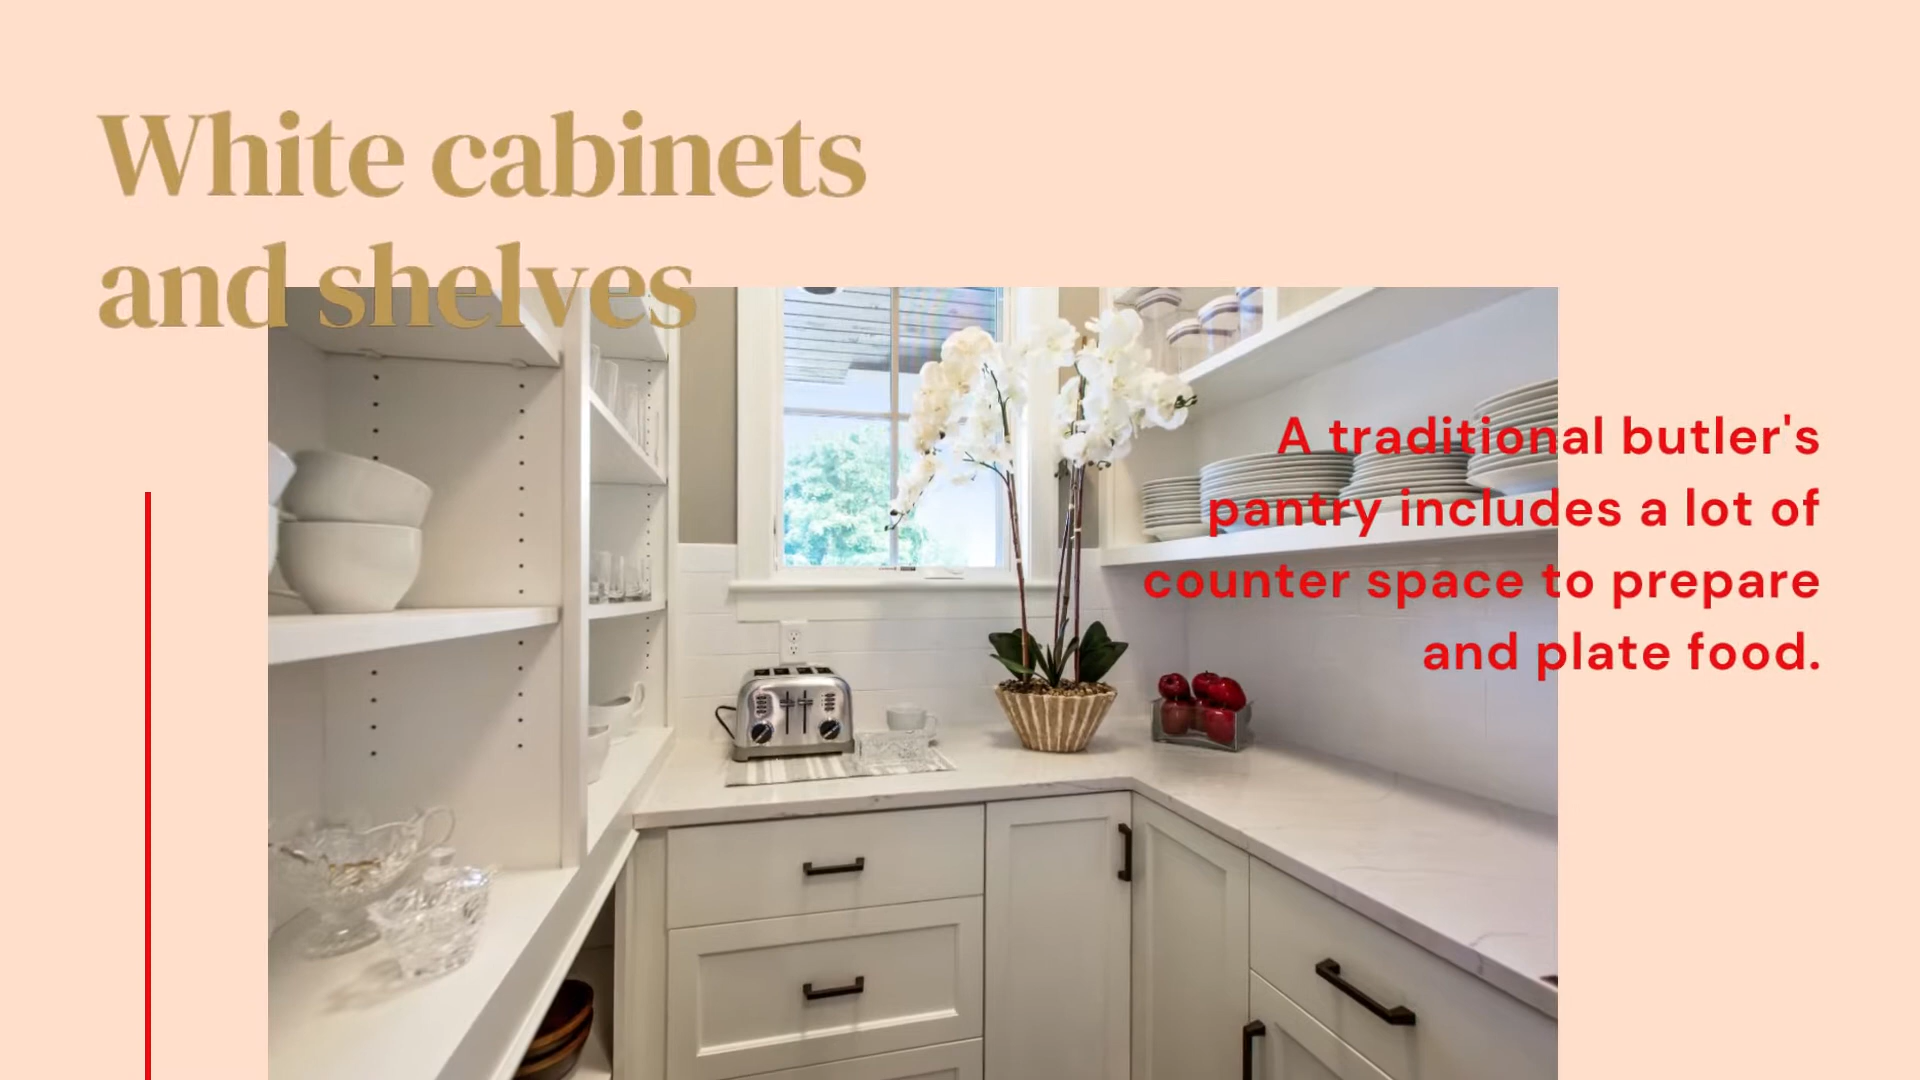 White cabinets
and shelves
A traditional butler's
pantry includes a lot of
counter space to prepare
and plate food.